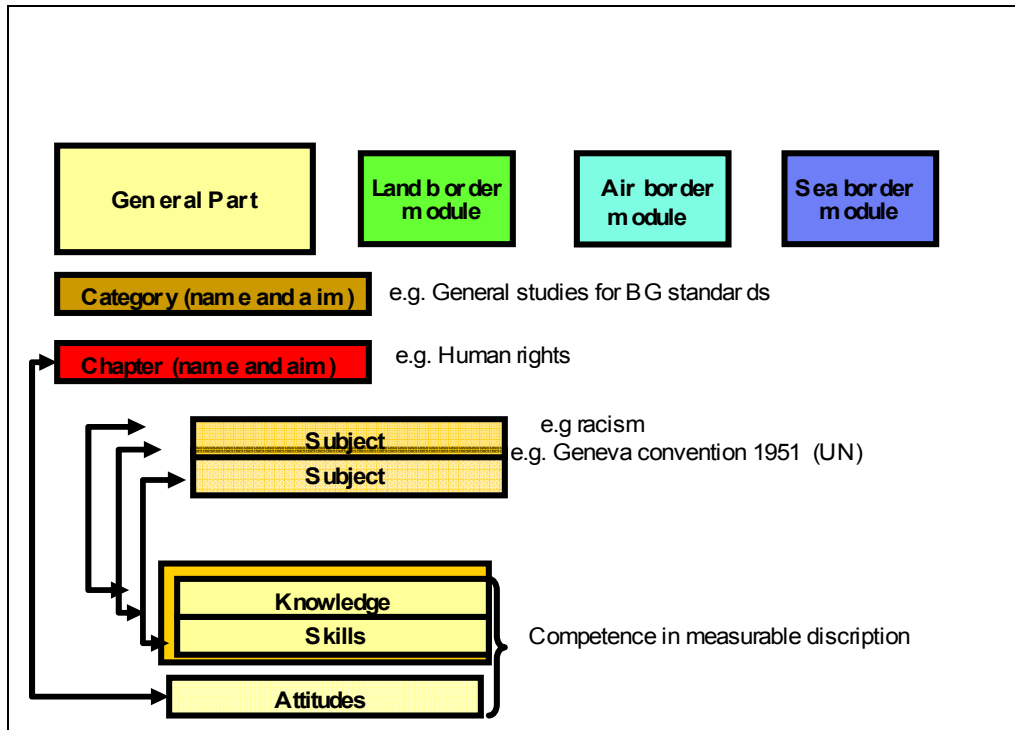 General Part
Land border
module
Air border
module
Sea border
module
Category (name and aim)
e.g. General studies for BG standards
Chapter (name and aim)
e.g. Human rights
Subject
e.g racism
e.g. Geneva convention 1951 (UN)
Subject
Knowledge
Skills
Competence in measurable discription
Attitudes